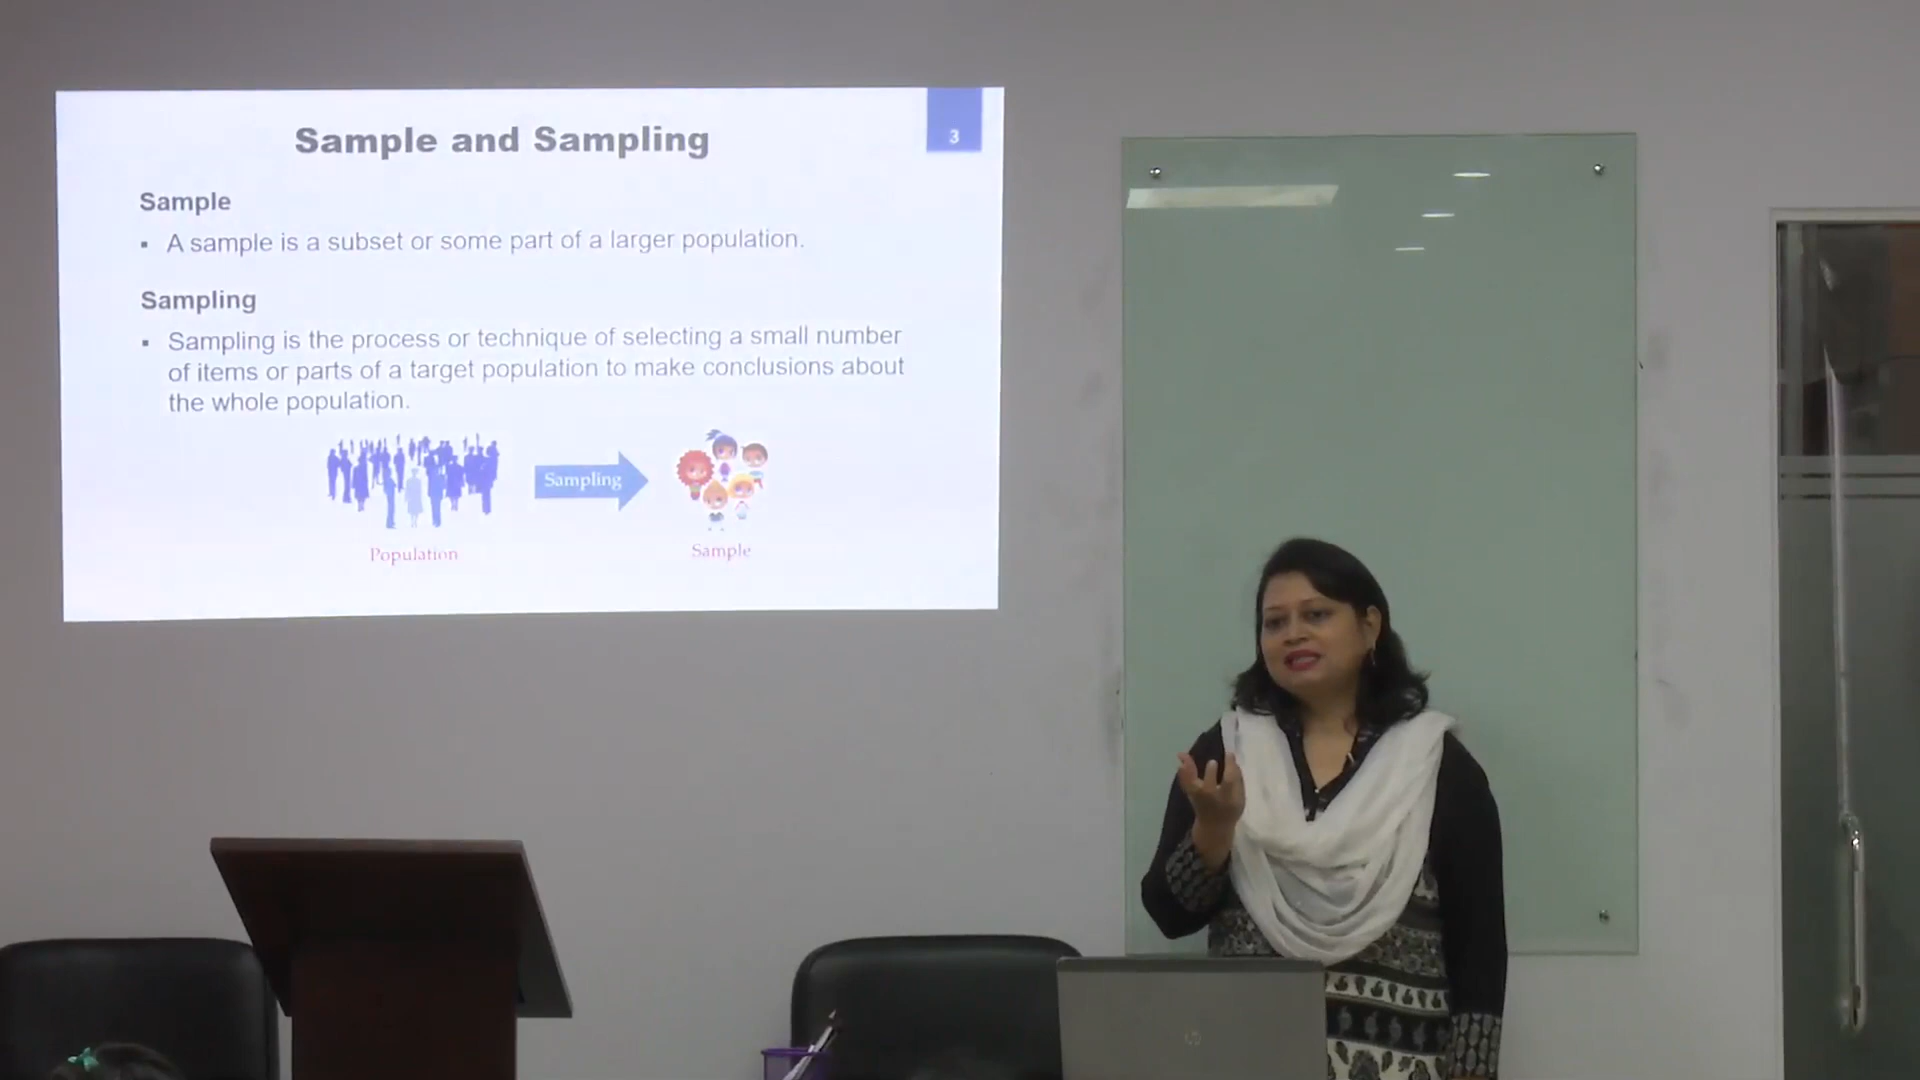 Sample and Sampling
3
Sample
▪ A sample is a subset or some part of a larger population.
Sampling
▪ Sampling is the process or technique of selecting a small number
of items or parts of a target population to make conclusions about
the whole population.
Sampling
Population
Sample
hp